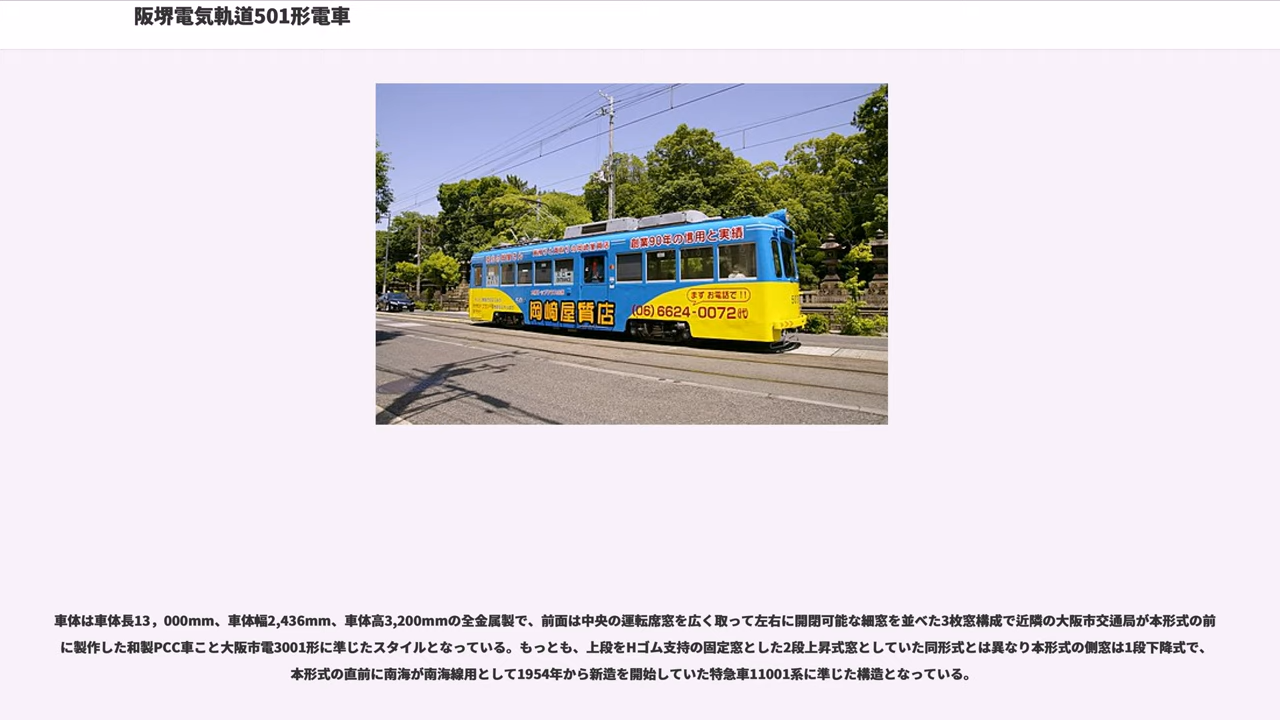 阪堺電気軌道501形電車
創業90年の信用と実績
まず お電話で!!
岡崎屋質店
(06)6624-0072㈹
車体は車体長13，000mm、車体幅2,436mm、車体高3,200mmの全金属製で、前面は中央の運転席窓を広く取って左右に開閉可能な細窓を並べた3枚窓構成で近隣の大阪市交通局が本形式の前
に製作した和製PCC車こと大阪市電3001形に準じたスタイルとなっている。もっとも、上段をHゴム支持の固定窓とした2段上昇式窓としていた同形式とは異なり本形式の側窓は1段下降式で、
本形式の直前に南海が南海線用として1954年から新造を開始していた特急車11001系に準じた構造となっている。